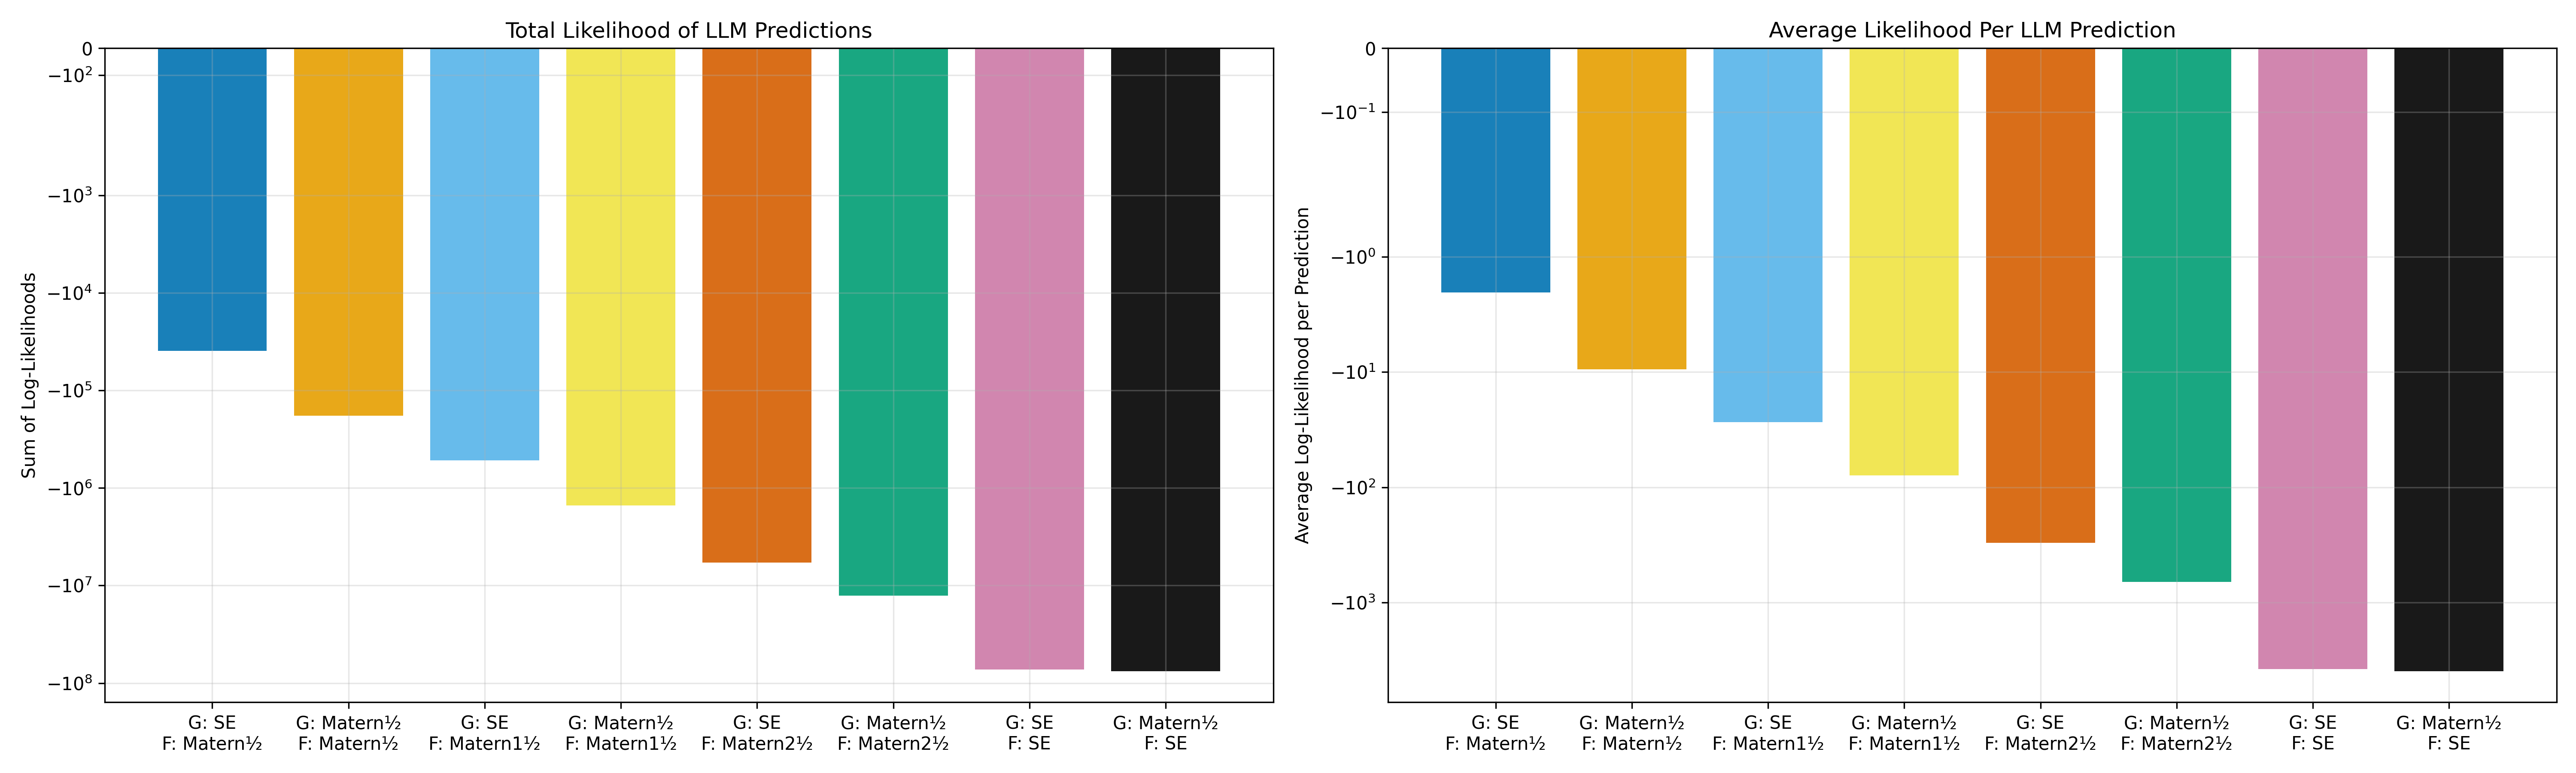 Total Likelihood of LLM Predictions
Sum of Log-Likelihoods
0
−10²
−10³
−10⁴
−10⁵
−10⁶
−10⁷
−10⁸
G: SE
F: Matern½
G: Matern½
F: Matern½
G: SE
F: Matern1½
G: Matern½
F: Matern1½
G: SE
F: Matern2½
G: Matern½
F: Matern2½
G: SE
F: SE
G: Matern½
F: SE
Average Likelihood Per LLM Prediction
Average Log-Likelihood per Prediction
0
−10⁻¹
−10⁰
−10¹
−10²
−10³
G: SE
F: Matern½
G: Matern½
F: Matern½
G: SE
F: Matern1½
G: Matern½
F: Matern1½
G: SE
F: Matern2½
G: Matern½
F: Matern2½
G: SE
F: SE
G: Matern½
F: SE